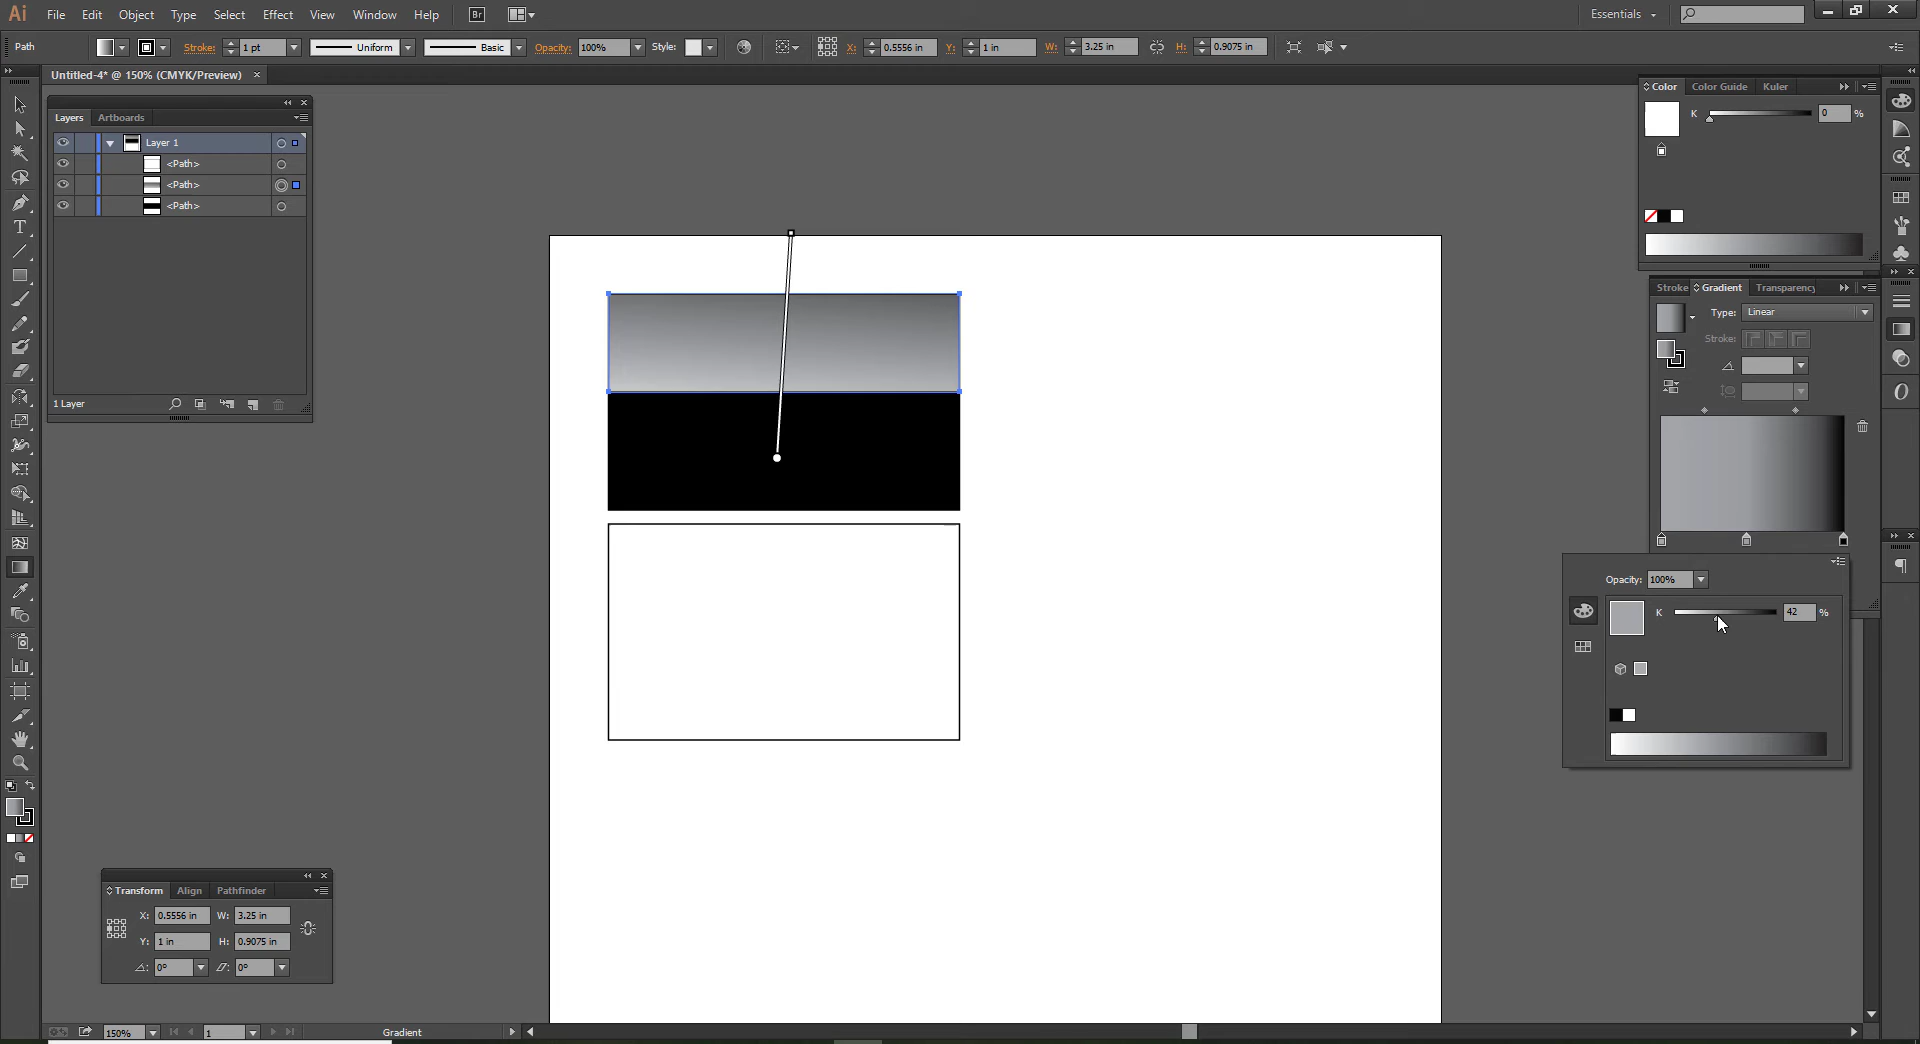 Ai File Edit Object Type Select Effect View Window Help Br Essentials
Path Stroke: 1 pt Uniform Basic Opacity: 100% Style: X: 0.5556 in Y: 1 in W: 3.25 in H: 0.9075 in
Untitled-4* @ 150% (CMYK/Preview) ×
Layers Artboards
Layer 1
<Path>
<Path>
<Path>
1 Layer
Color Color Guide Kuler
K 0 %
Stroke Gradient Transparency
Type: Linear
Stroke:
Opacity: 100%
K 42 %
Transform Align Pathfinder
X: 0.5556 in W: 3.25 in
Y: 1 in H: 0.9075 in
0° 0°
150% 1 Gradient